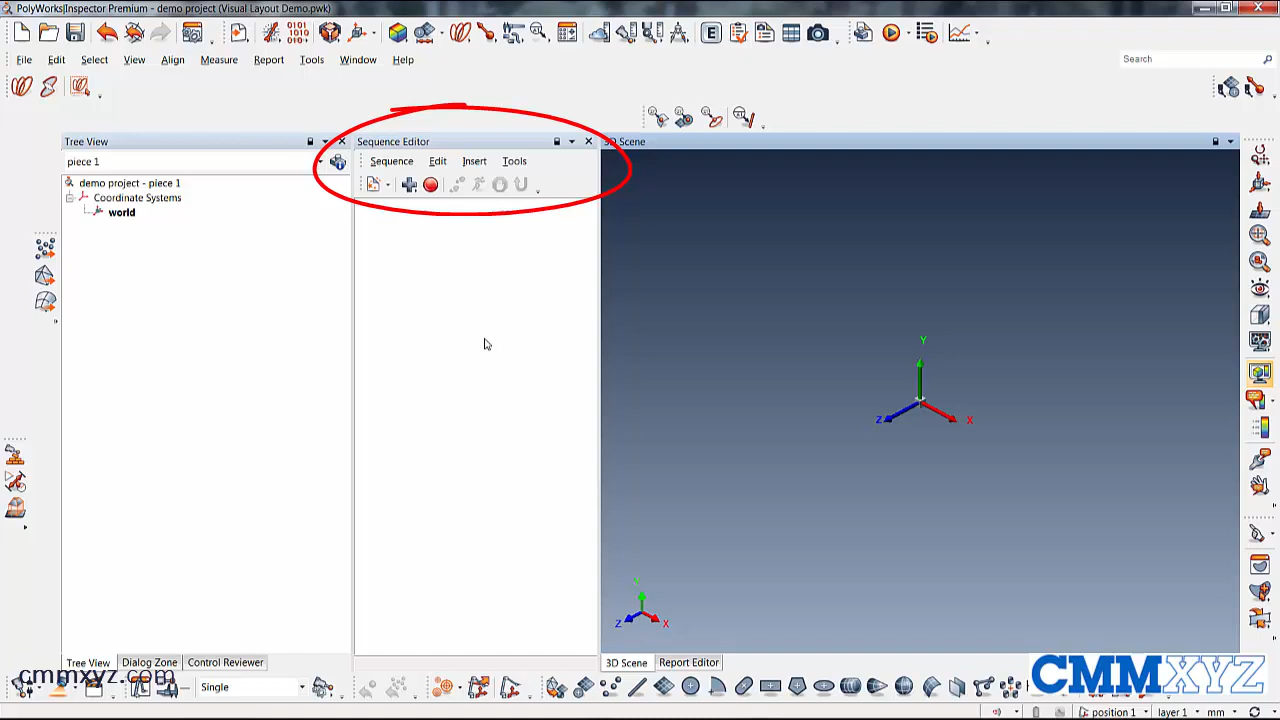 PolyWorks|Inspector Premium - demo project (Visual Layout Demo.pwk)
File Edit Select View Align Measure Report Tools Window Help
Search
Tree View
Sequence Editor
3D Scene
piece 1
Sequence Edit Insert Tools
demo project - piece 1
Coordinate Systems
world
Y
Z
X
Y
Z
X
Tree View Dialog Zone Control Reviewer
3D Scene Report Editor
cmmxyz.com
CMMXYZ
Single
position 1 layer 1 mm